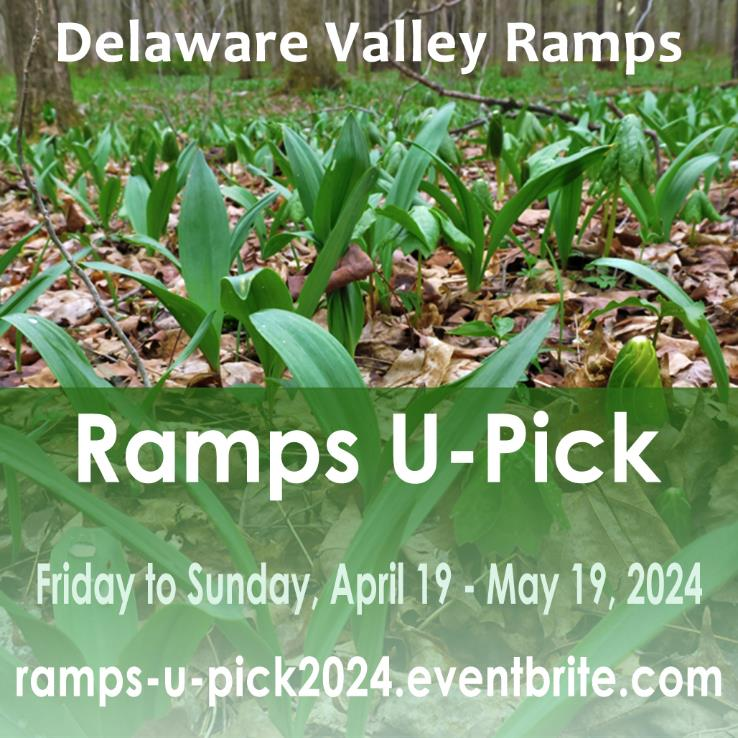 Delaware Valley Ramps
Ramps U-Pick
Friday to Sunday, April 19 - May 19, 2024
ramps-u-pick2024.eventbrite.com